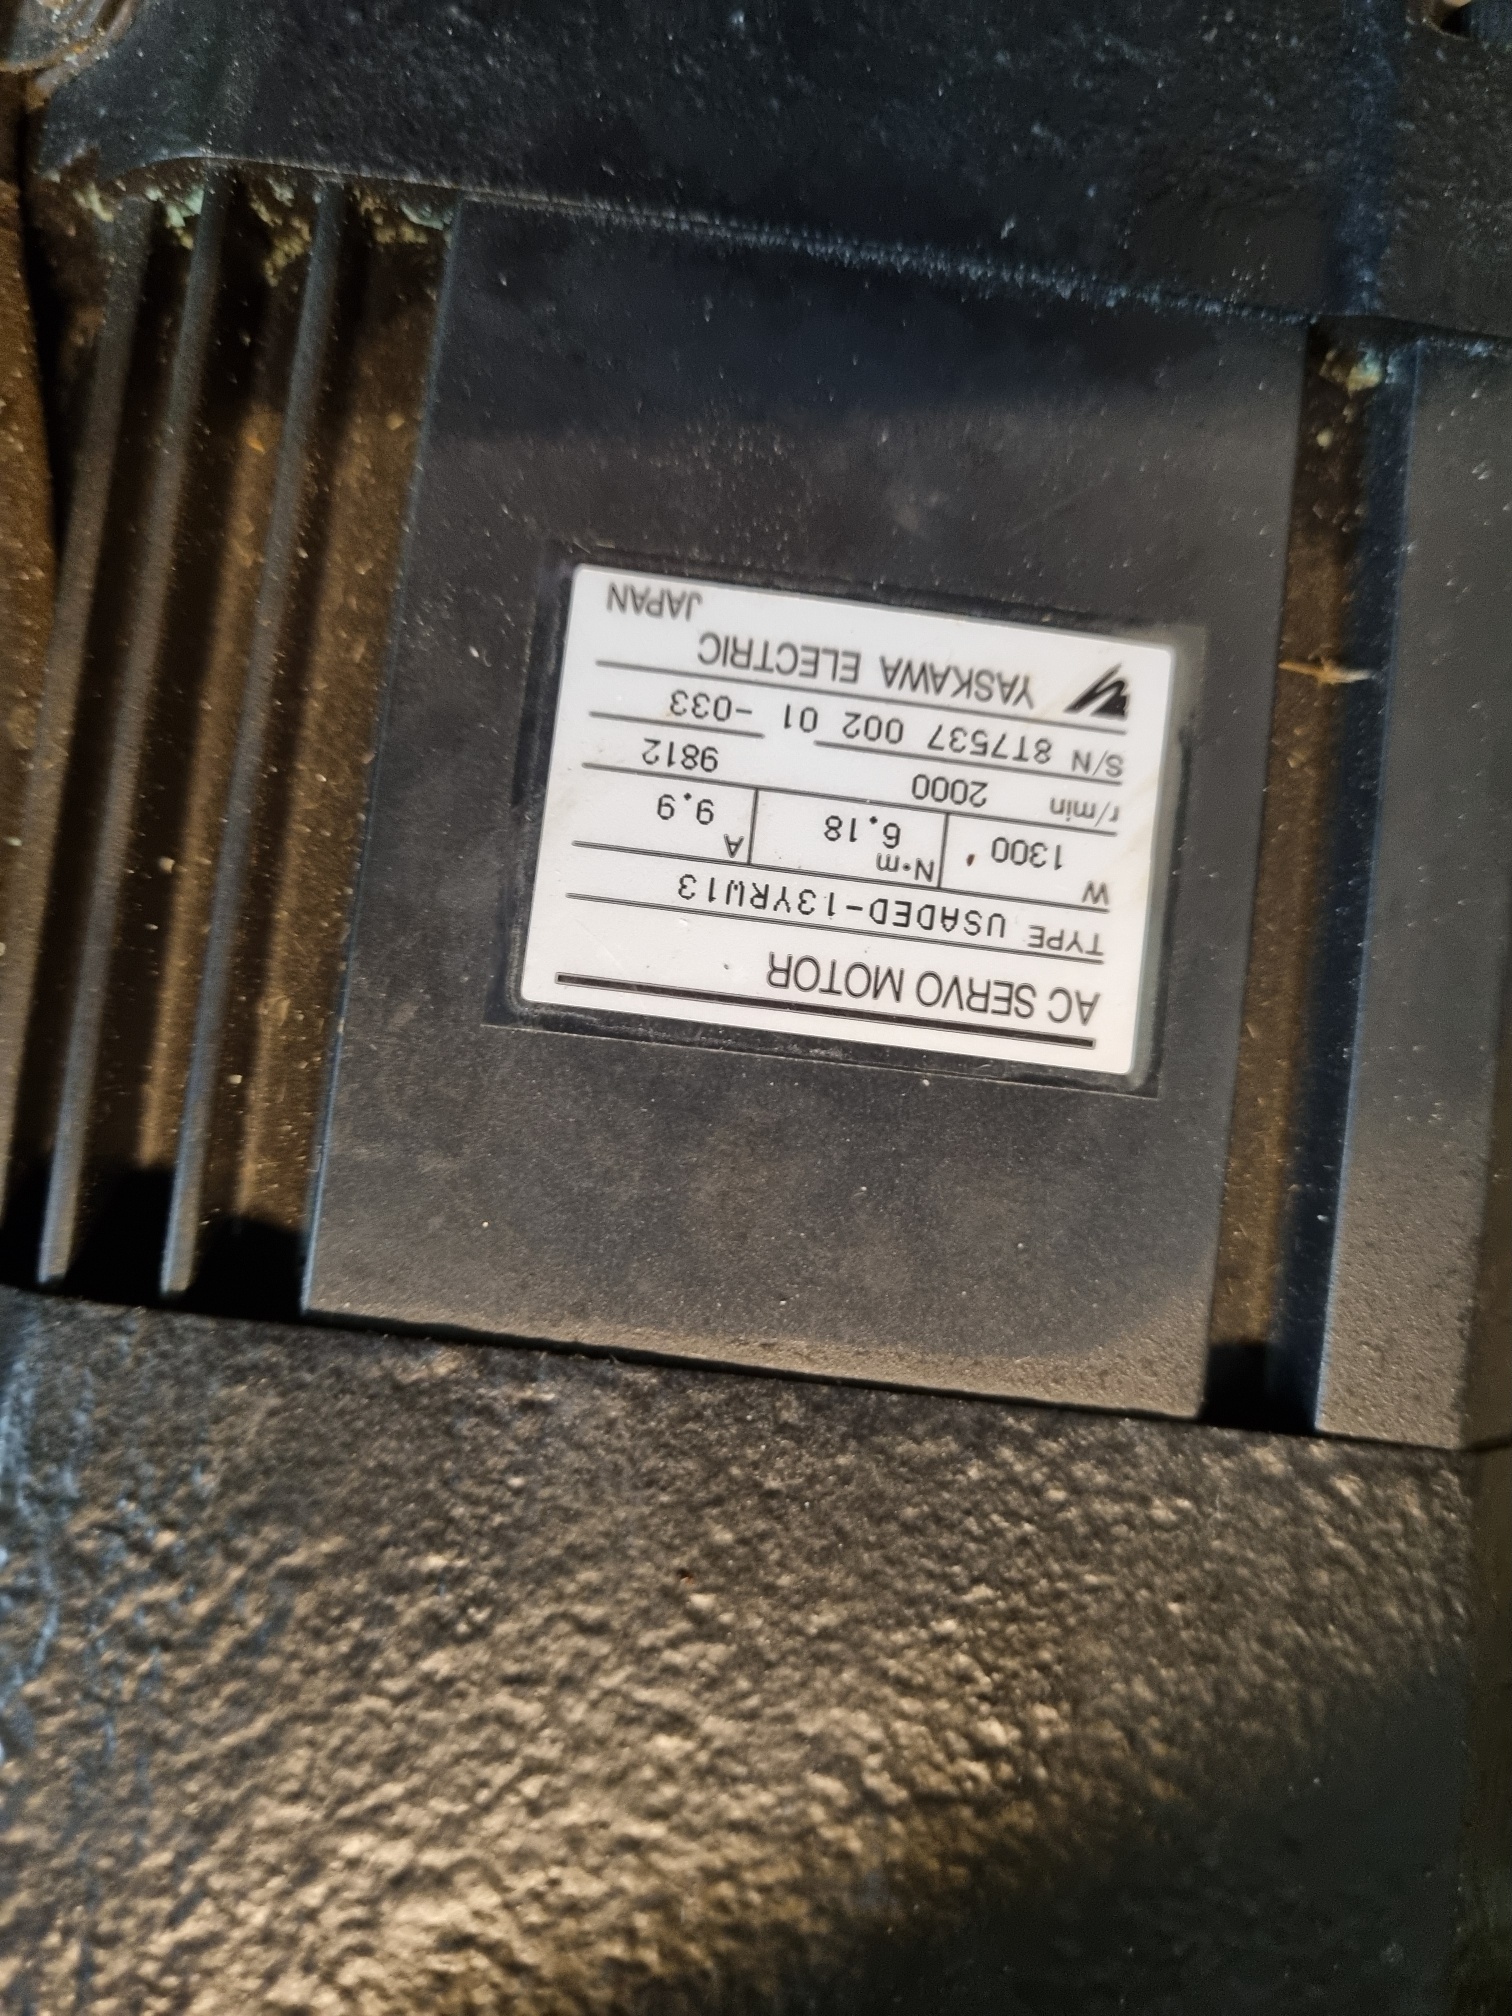 AC SERVO MOTOR
TYPE USADED-13YRW13
W 1300 N·m 6.18 A 9.9
r/min 2000 9812
S/N 8T7537 002 01 -033
YASKAWA ELECTRIC
JAPAN